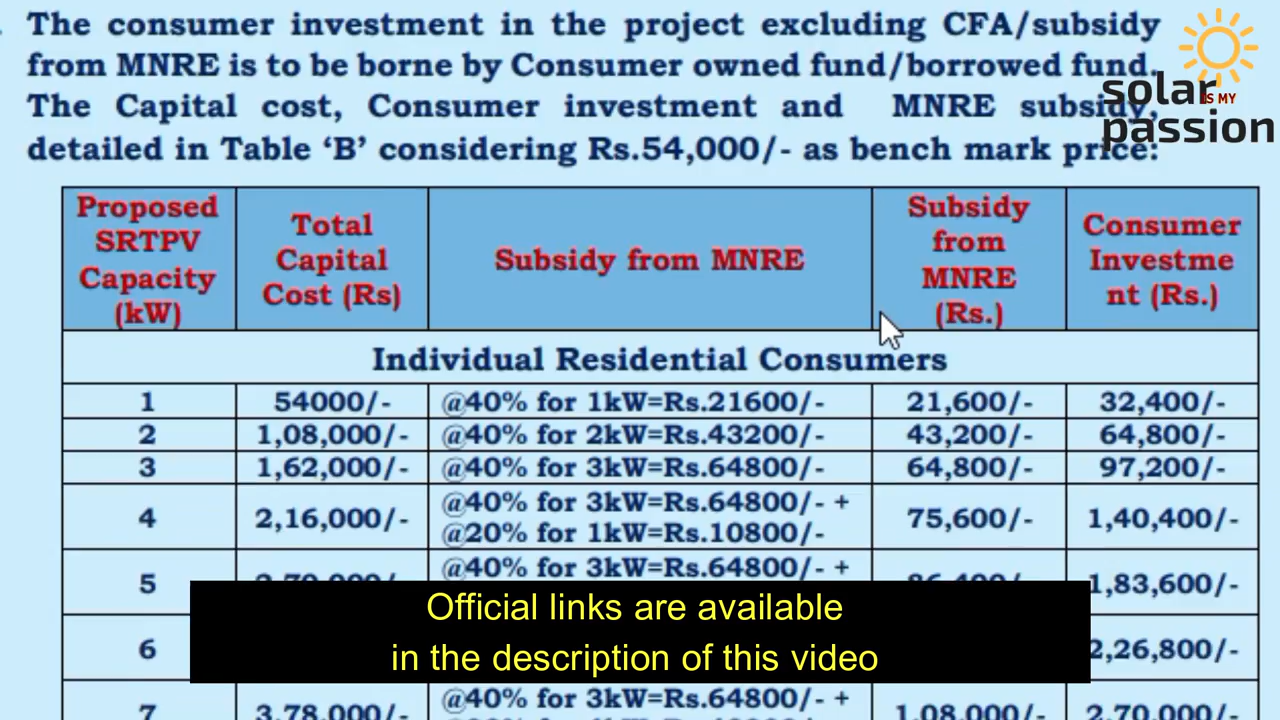 The consumer investment in the project excluding CFA/subsidy
from MNRE is to be borne by Consumer owned fund/borrowed fund.
The Capital cost, Consumer investment and MNRE subsidy,
detailed in Table ‘B’ considering Rs.54,000/- as bench mark price:
solar
IS MY
passion
Proposed SRTPV Capacity (kW)
Total Capital Cost (Rs)
Subsidy from MNRE
Subsidy from MNRE (Rs.)
Consumer Investme nt (Rs.)
Individual Residential Consumers
1 54000/- @40% for 1kW=Rs.21600/- 21,600/- 32,400/-
2 1,08,000/- @40% for 2kW=Rs.43200/- 43,200/- 64,800/-
3 1,62,000/- @40% for 3kW=Rs.64800/- 64,800/- 97,200/-
4 2,16,000/- @40% for 3kW=Rs.64800/- +
@20% for 1kW=Rs.10800/- 75,600/- 1,40,400/-
5 @40% for 3kW=Rs.64800/- + 1,83,600/-
6 2,26,800/-
7 3,78,000/- @40% for 3kW=Rs.64800/- + 1,08,000/- 2,70,000/-
Official links are available
in the description of this video